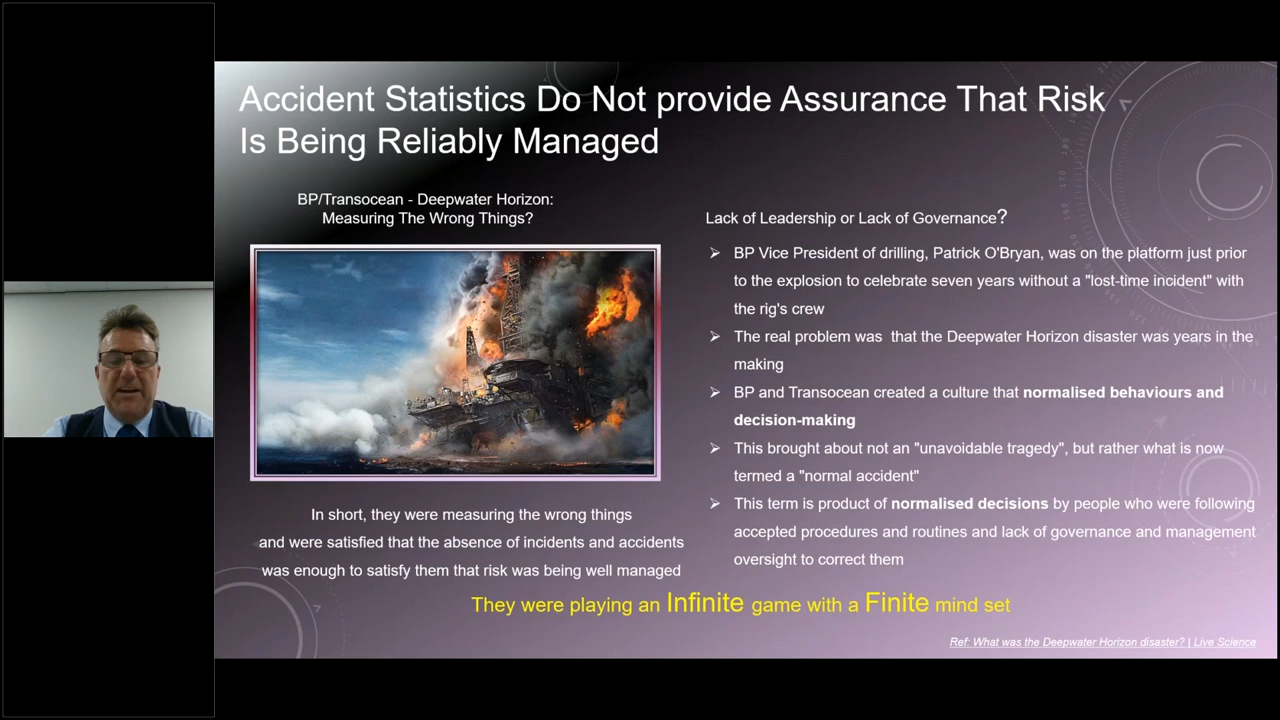 Accident Statistics Do Not provide Assurance That Risk
Is Being Reliably Managed
BP/Transocean - Deepwater Horizon:
Measuring The Wrong Things?
In short, they were measuring the wrong things
and were satisfied that the absence of incidents and accidents
was enough to satisfy them that risk was being well managed
Lack of Leadership or Lack of Governance?
BP Vice President of drilling, Patrick O'Bryan, was on the platform just prior
to the explosion to celebrate seven years without a "lost-time incident" with
the rig's crew
The real problem was  that the Deepwater Horizon disaster was years in the
making
BP and Transocean created a culture that normalised behaviours and
decision-making
This brought about not an "unavoidable tragedy", but rather what is now
termed a "normal accident"
This term is product of normalised decisions by people who were following
accepted procedures and routines and lack of governance and management
oversight to correct them
They were playing an Infinite game with a Finite mind set
Ref: What was the Deepwater Horizon disaster? | Live Science